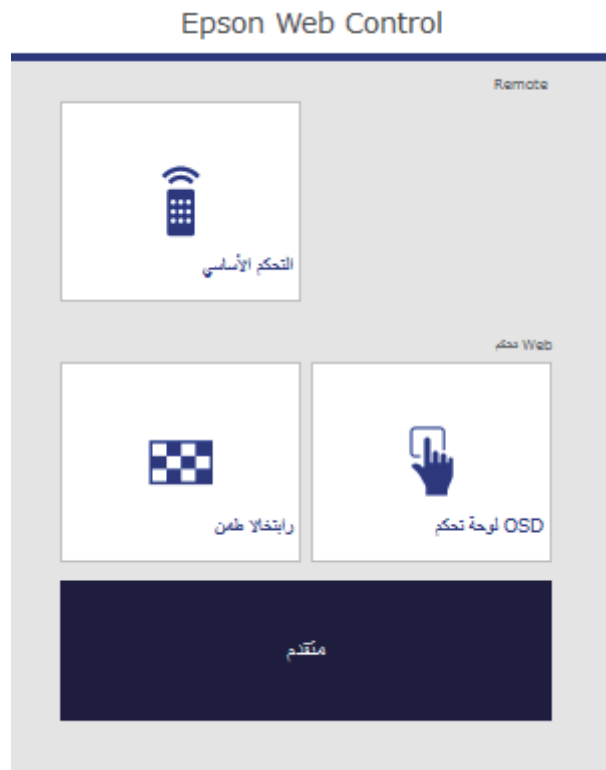 Epson Web Control
Remote
التحكم الأساسي
Web تحكم
OSD لوحة تحكم
رابتخالا طمن
متقدم